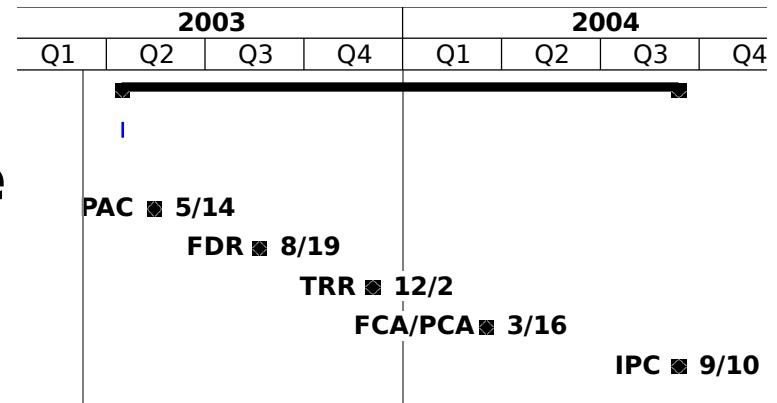 2003 2004
Q1 Q2 Q3 Q4 Q1 Q2 Q3 Q4
e
PAC 5/14
FDR 8/19
TRR 12/2
FCA/PCA 3/16
IPC 9/10